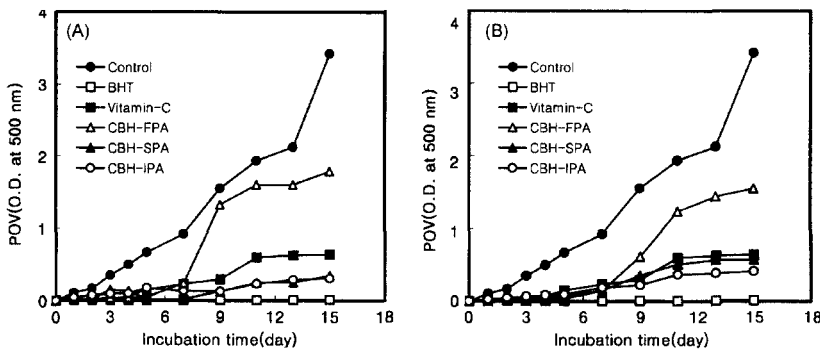 (A)
POV(O.D. at 500 nm)
4
3
2
1
0
Control
BHT
Vitamin-C
CBH-FPA
CBH-SPA
CBH-IPA
0 3 6 9 12 15 18
Incubation time(day)
(B)
POV(O.D. at 500 nm)
4
3
2
1
0
Control
BHT
Vitamin-C
CBH-FPA
CBH-SPA
CBH-IPA
0 3 6 9 12 15 18
Incubation time(day)